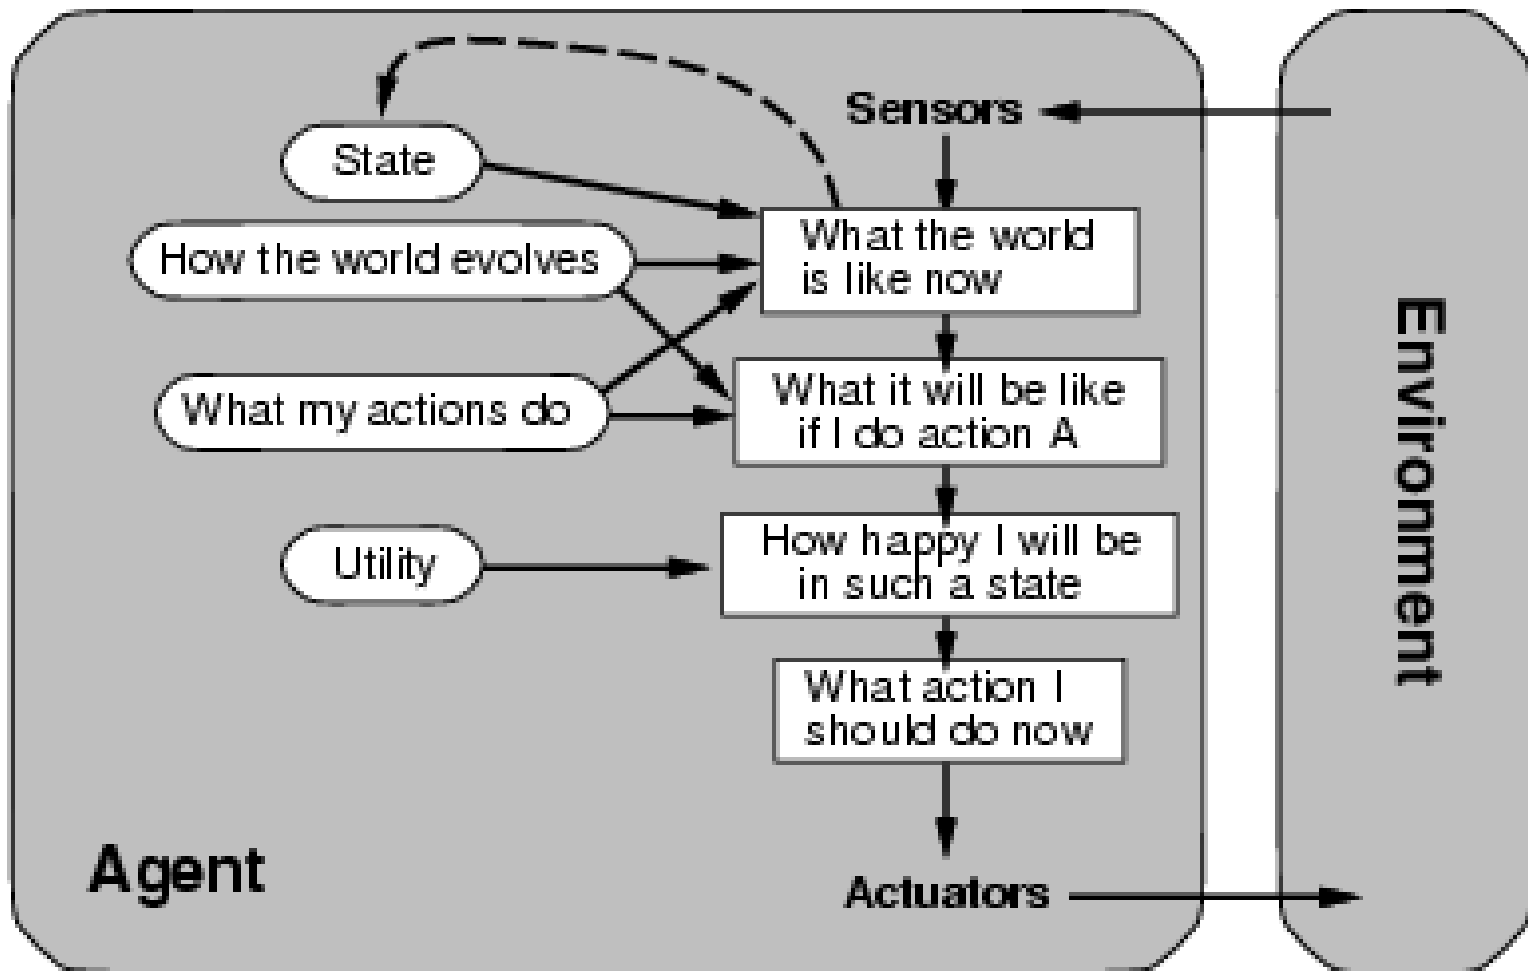 Sensors
State
What the world
is like now
How the world evolves
What my actions do
What it will be like
if I do action A
Utility
How happy I will be
in such a state
What action I
should do now
Agent
Actuators
Environment